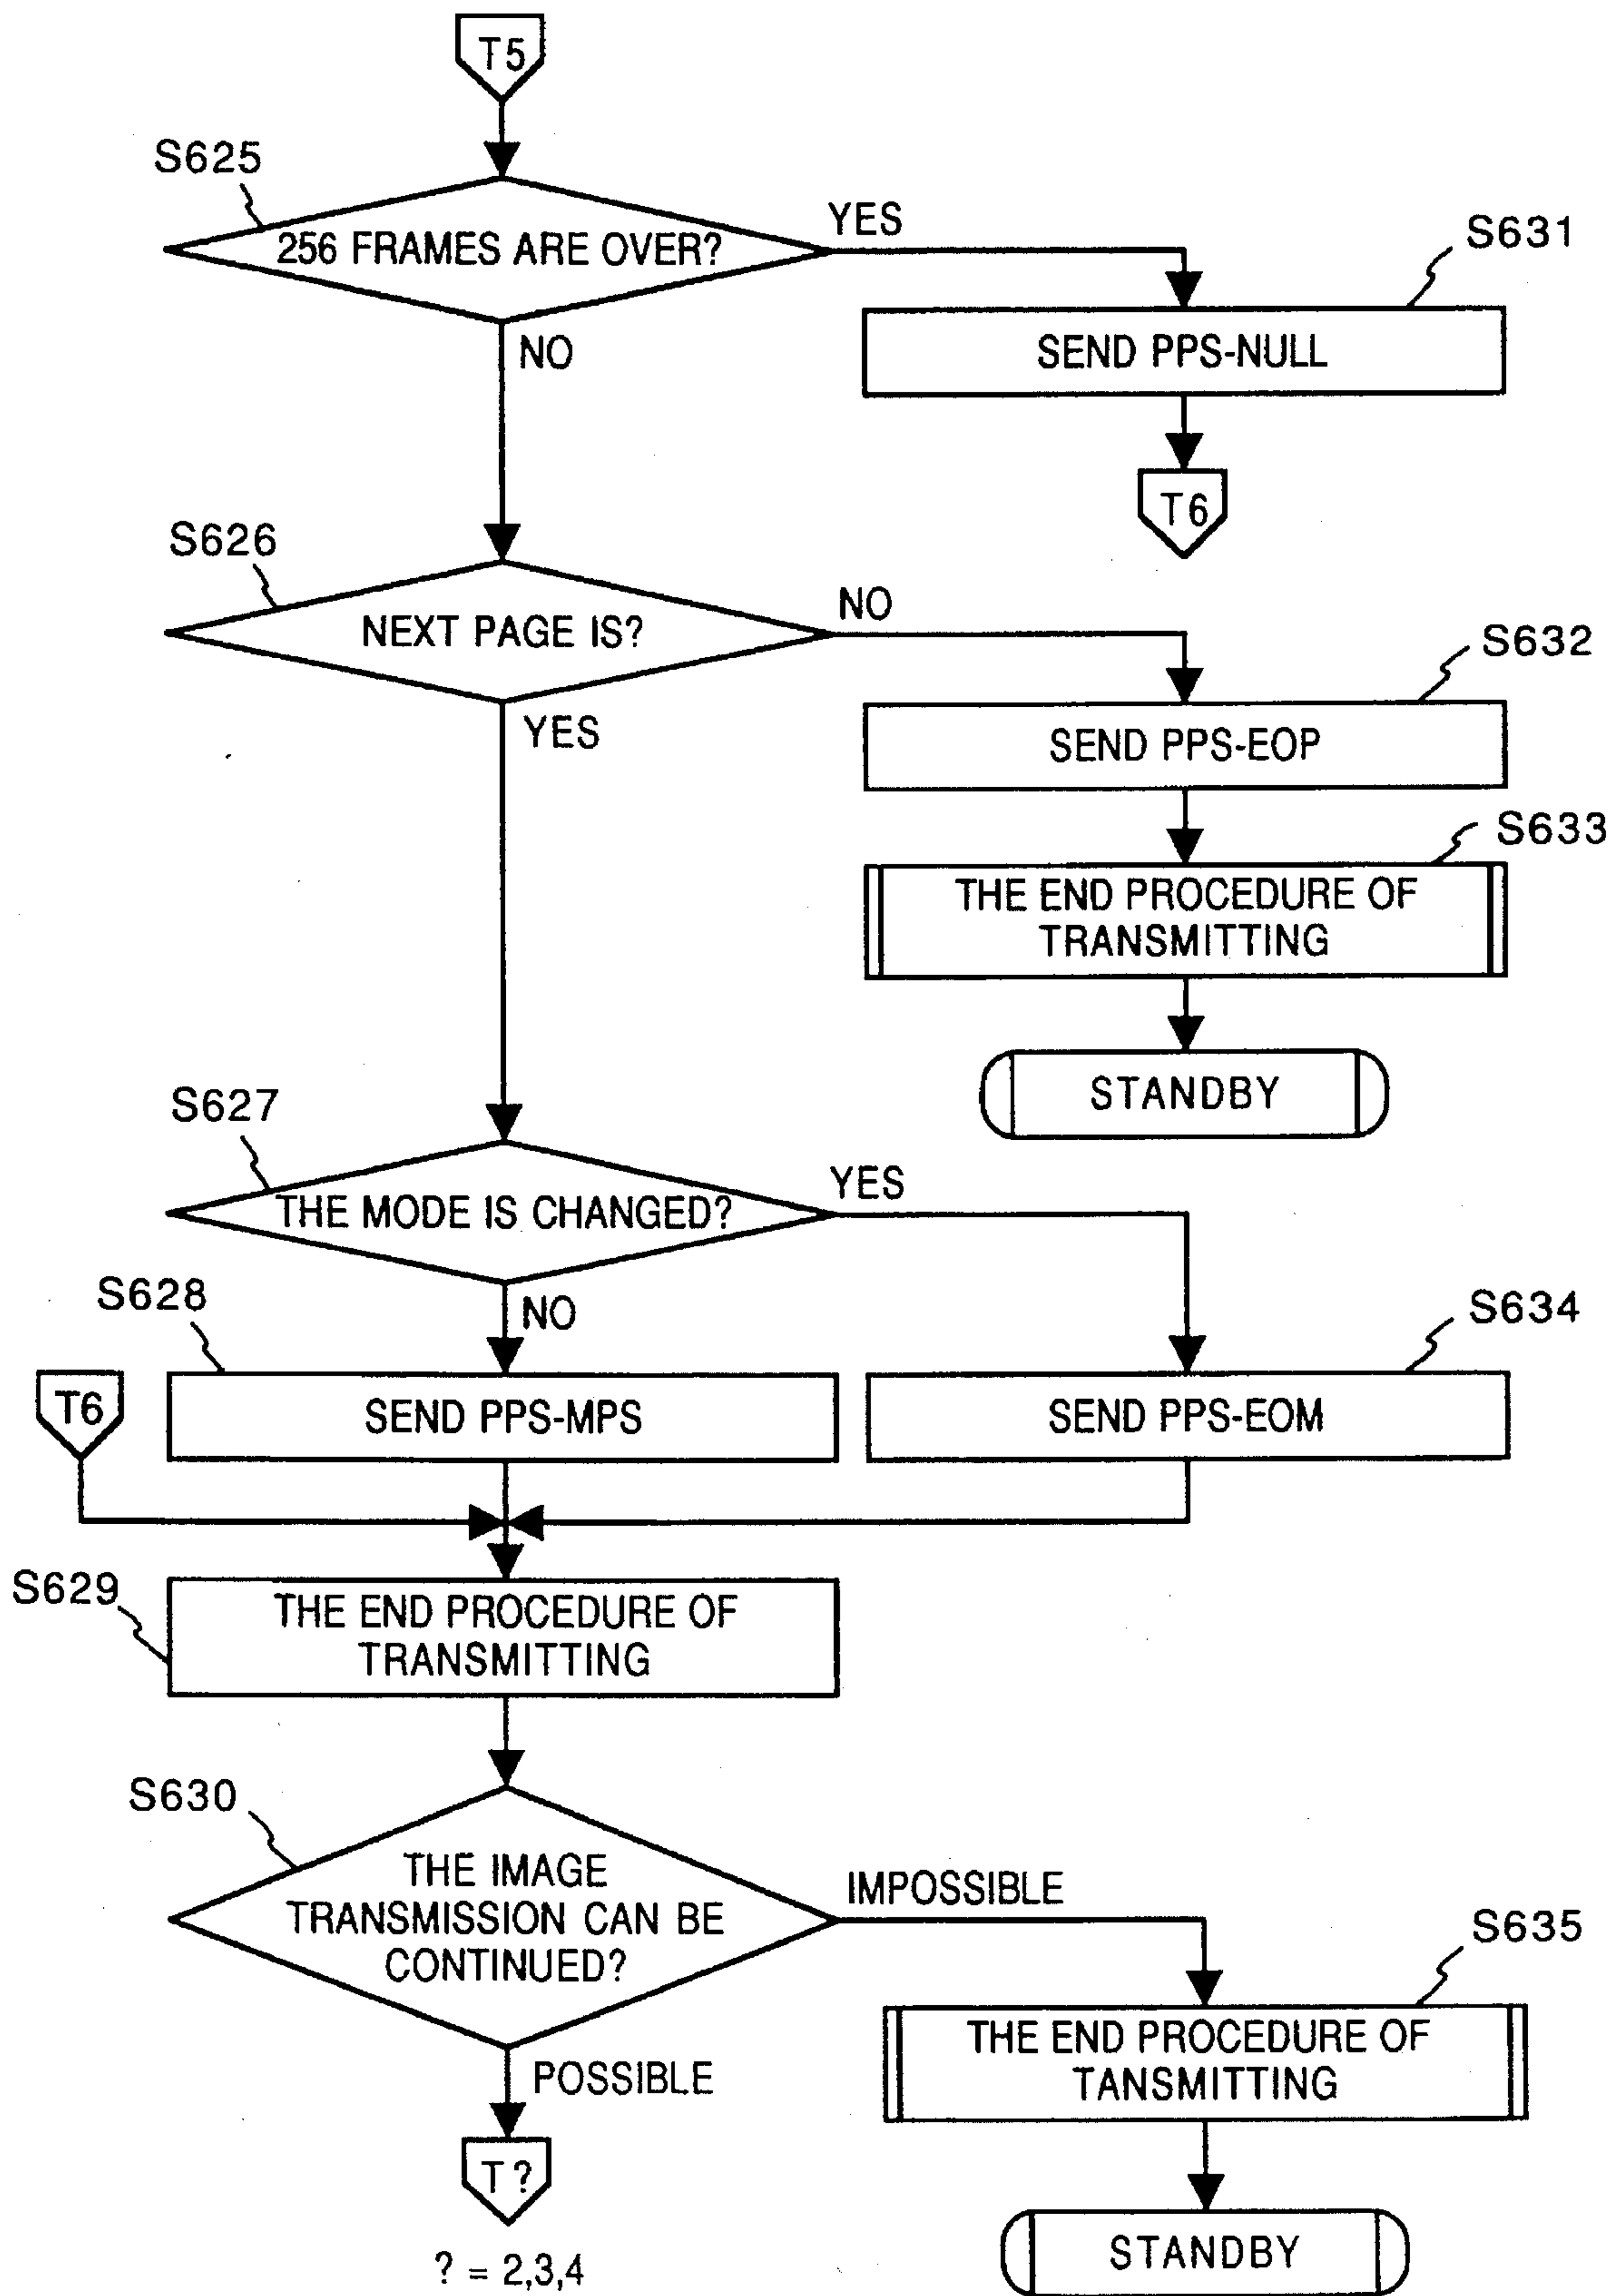 T5
S625
256 FRAMES ARE OVER?
YES
S631
SEND PPS-NULL
NO
T6
S626
NEXT PAGE IS?
NO
S632
SEND PPS-EOP
YES
S633
THE END PROCEDURE OF
TRANSMITTING
STANDBY
S627
THE MODE IS CHANGED?
YES
S628
NO
S634
T6
SEND PPS-MPS
SEND PPS-EOM
S629
THE END PROCEDURE OF
TRANSMITTING
S630
THE IMAGE
TRANSMISSION CAN BE
CONTINUED?
IMPOSSIBLE
S635
THE END PROCEDURE OF
TANSMITTING
POSSIBLE
T?
STANDBY
? = 2,3,4